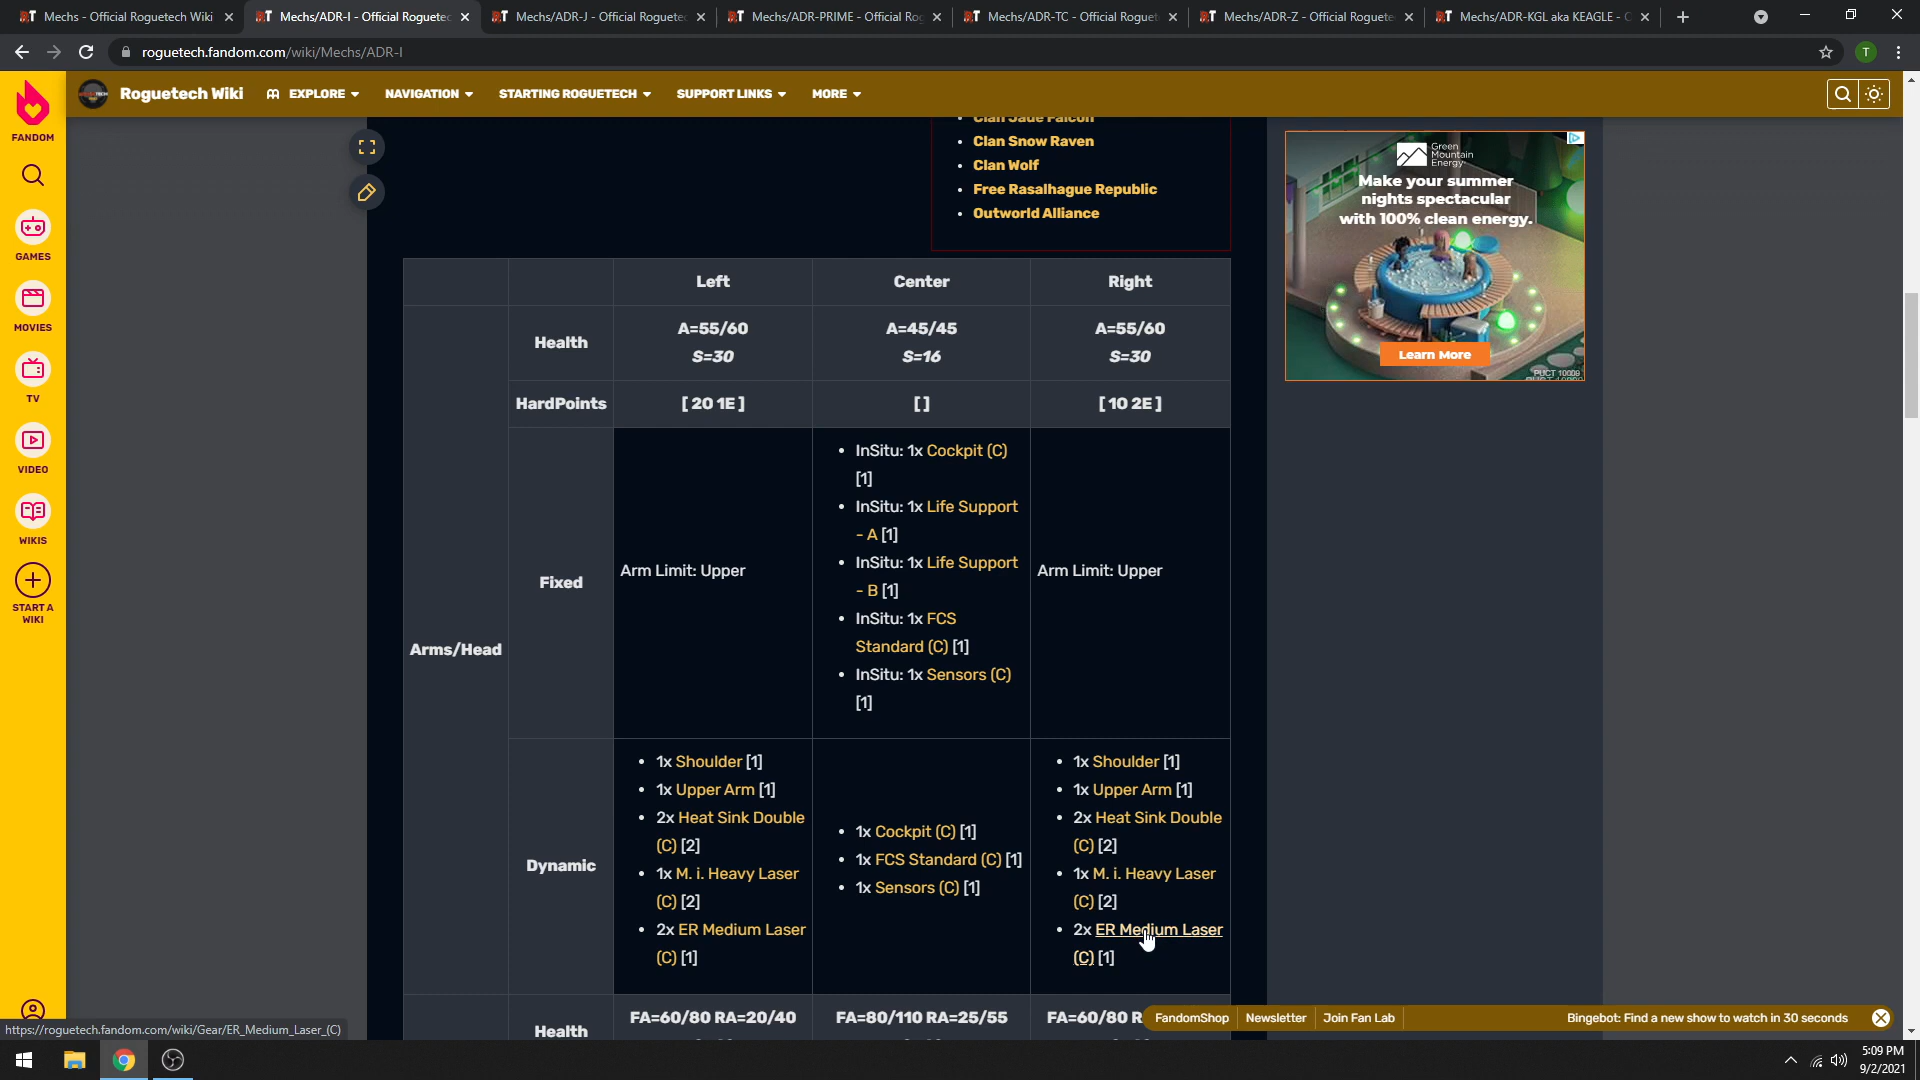 Mechs - Official Roguetech Wiki
Mechs/ADR-I - Official Roguetec
Mechs/ADR-J - Official Roguetec
Mechs/ADR-PRIME - Official Ro
Mechs/ADR-TC - Official Roguet
Mechs/ADR-Z - Official Roguete
Mechs/ADR-KGL aka KEAGLE -
roguetech.fandom.com/wiki/Mechs/ADR-I
T
FANDOM
GAMES
MOVIES
TV
VIDEO
WIKIS
START A
WIKI
Roguetech Wiki
EXPLORE
NAVIGATION
STARTING ROGUETECH
SUPPORT LINKS
MORE
Clan Jade Falcon
Clan Snow Raven
Clan Wolf
Free Rasalhague Republic
Outworld Alliance
Green
Mountain
Energy
Make your summer
nights spectacular
with 100% clean energy.
Learn More
PUCT 10009
Left
Center
Right
Arms/Head
Health
A=55/60
S=30
A=45/45
S=16
A=55/60
S=30
HardPoints
[ 20 1E ]
[ ]
[ 10 2E ]
Fixed
Arm Limit: Upper
• InSitu: 1x Cockpit (C)
[1]
• InSitu: 1x Life Support
- A [1]
• InSitu: 1x Life Support
- B [1]
• InSitu: 1x FCS
Standard (C) [1]
• InSitu: 1x Sensors (C)
[1]
Arm Limit: Upper
Dynamic
• 1x Shoulder [1]
• 1x Upper Arm [1]
• 2x Heat Sink Double
(C) [2]
• 1x M. i. Heavy Laser
(C) [2]
• 2x ER Medium Laser
(C) [1]
• 1x Cockpit (C) [1]
• 1x FCS Standard (C) [1]
• 1x Sensors (C) [1]
• 1x Shoulder [1]
• 1x Upper Arm [1]
• 2x Heat Sink Double
(C) [2]
• 1x M. i. Heavy Laser
(C) [2]
• 2x ER Medium Laser
(C) [1]
Health
FA=60/80 RA=20/40
FA=80/110 RA=25/55
FA=60/80 R
FandomShop
Newsletter
Join Fan Lab
Bingebot: Find a new show to watch in 30 seconds
https://roguetech.fandom.com/wiki/Gear/ER_Medium_Laser_(C)
5:09 PM
9/2/2021